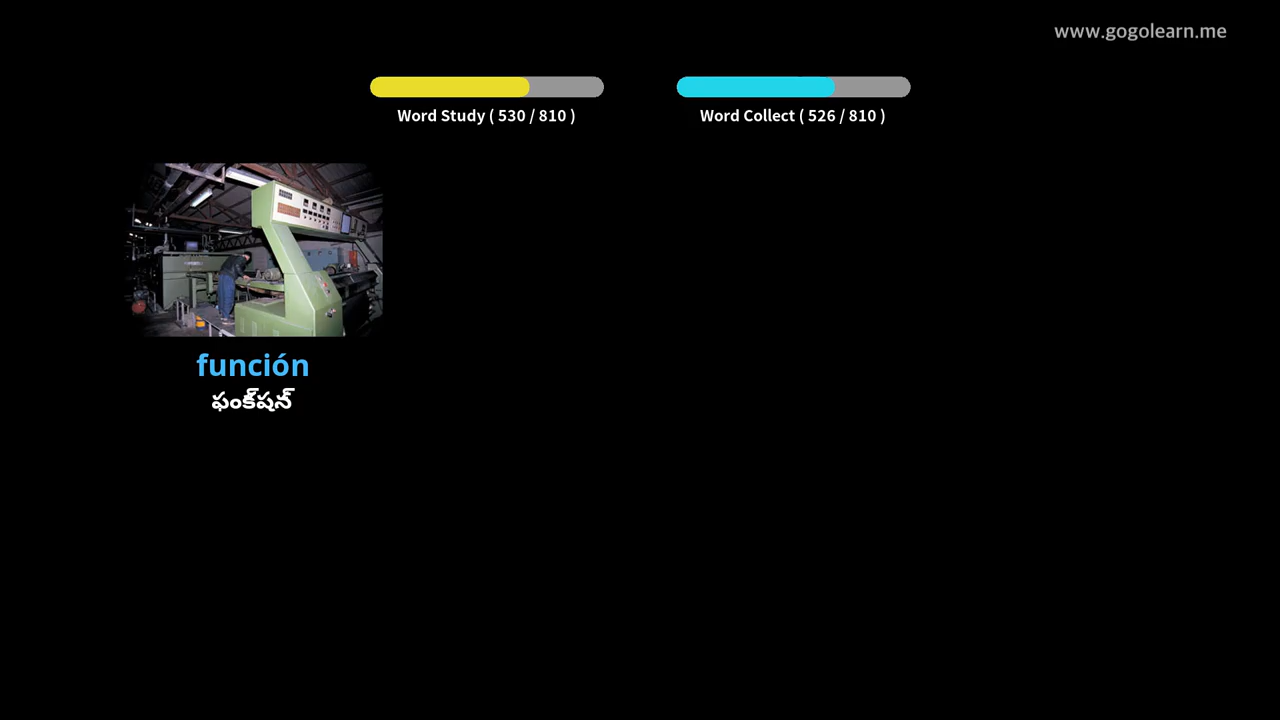 www.gogolearn.me
Word Study ( 530 / 810 )
Word Collect ( 526 / 810 )
función
ఫంక్‌షన్